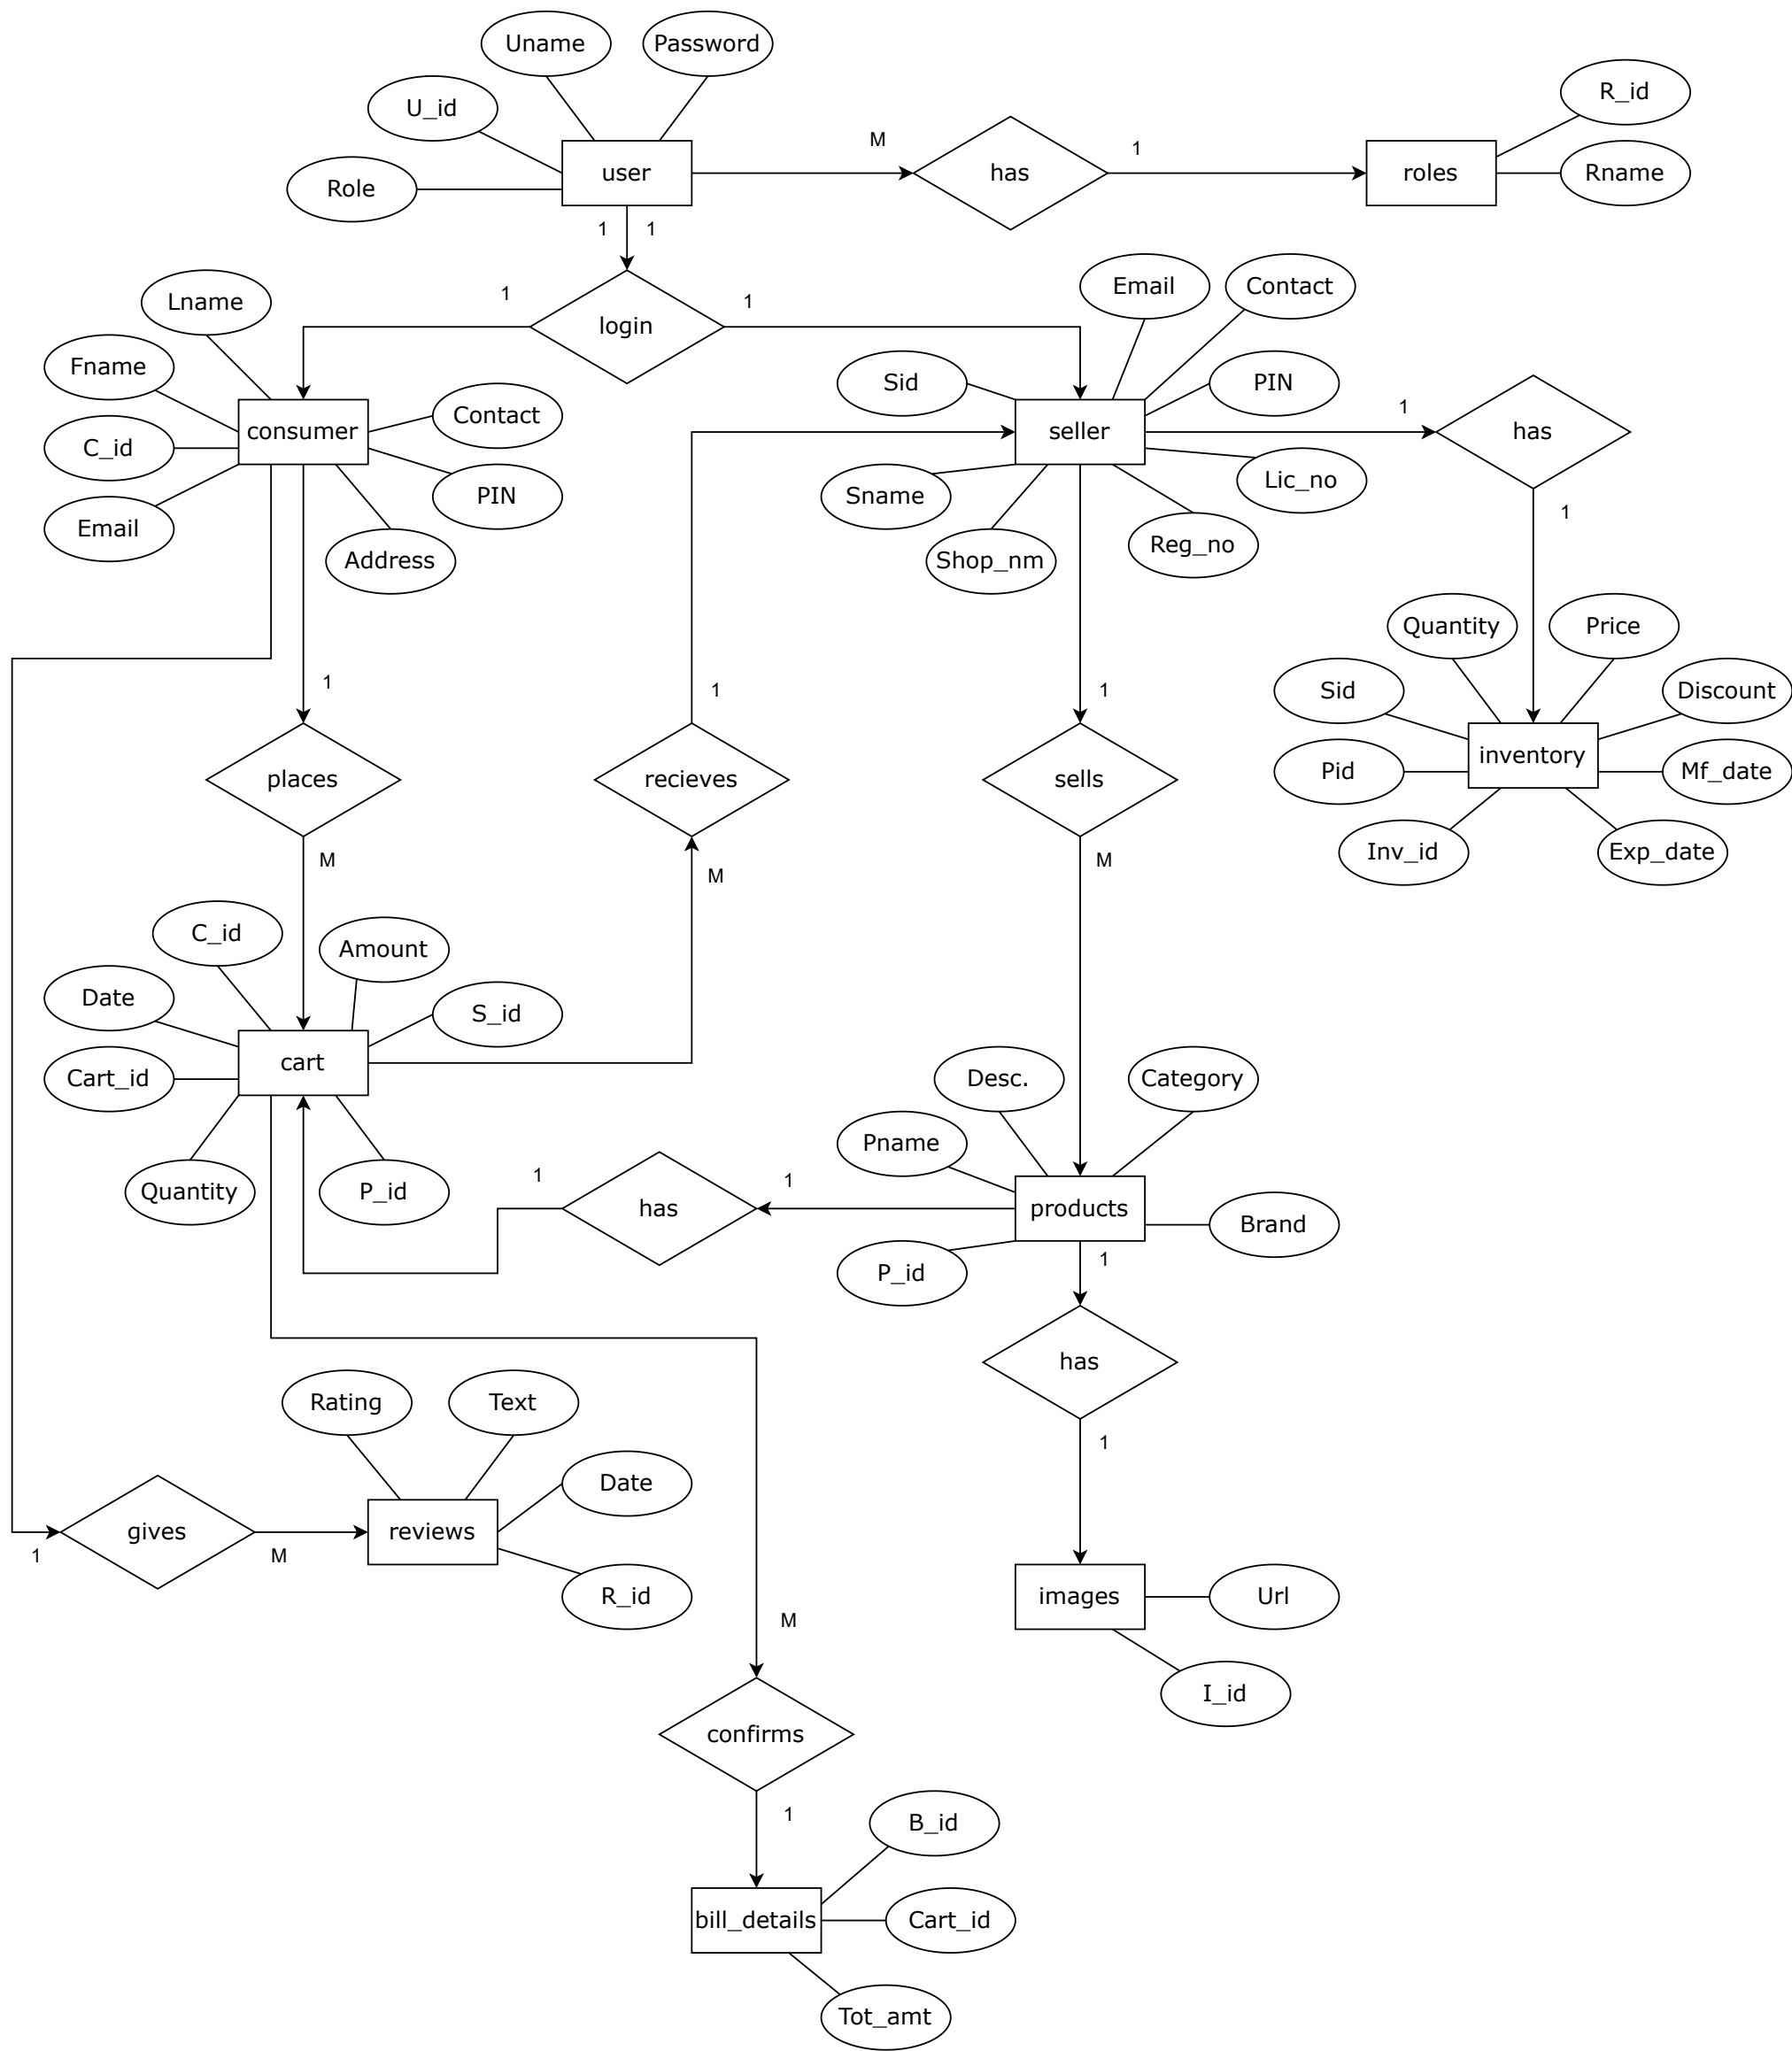 Uname
Password
U_id
R_id
M
1
Role
user
has
roles
Rname
1
1
Lname
1
login
1
Email
Contact
Fname
Sid
PIN
Contact
C_id
consumer
seller
1
has
Email
PIN
Sname
Lic_no
1
Address
Shop_nm
Reg_no
Quantity
Price
1
1
1
Sid
Discount
places
recieves
sells
inventory
Pid
Mf_date
M
M
M
Inv_id
Exp_date
C_id
Amount
Date
S_id
cart
Cart_id
Desc.
Category
Pname
Quantity
P_id
1
has
1
products
Brand
P_id
1
has
Rating
Text
1
Date
gives
reviews
1
M
R_id
images
Url
M
I_id
confirms
1
B_id
bill_details
Cart_id
Tot_amt